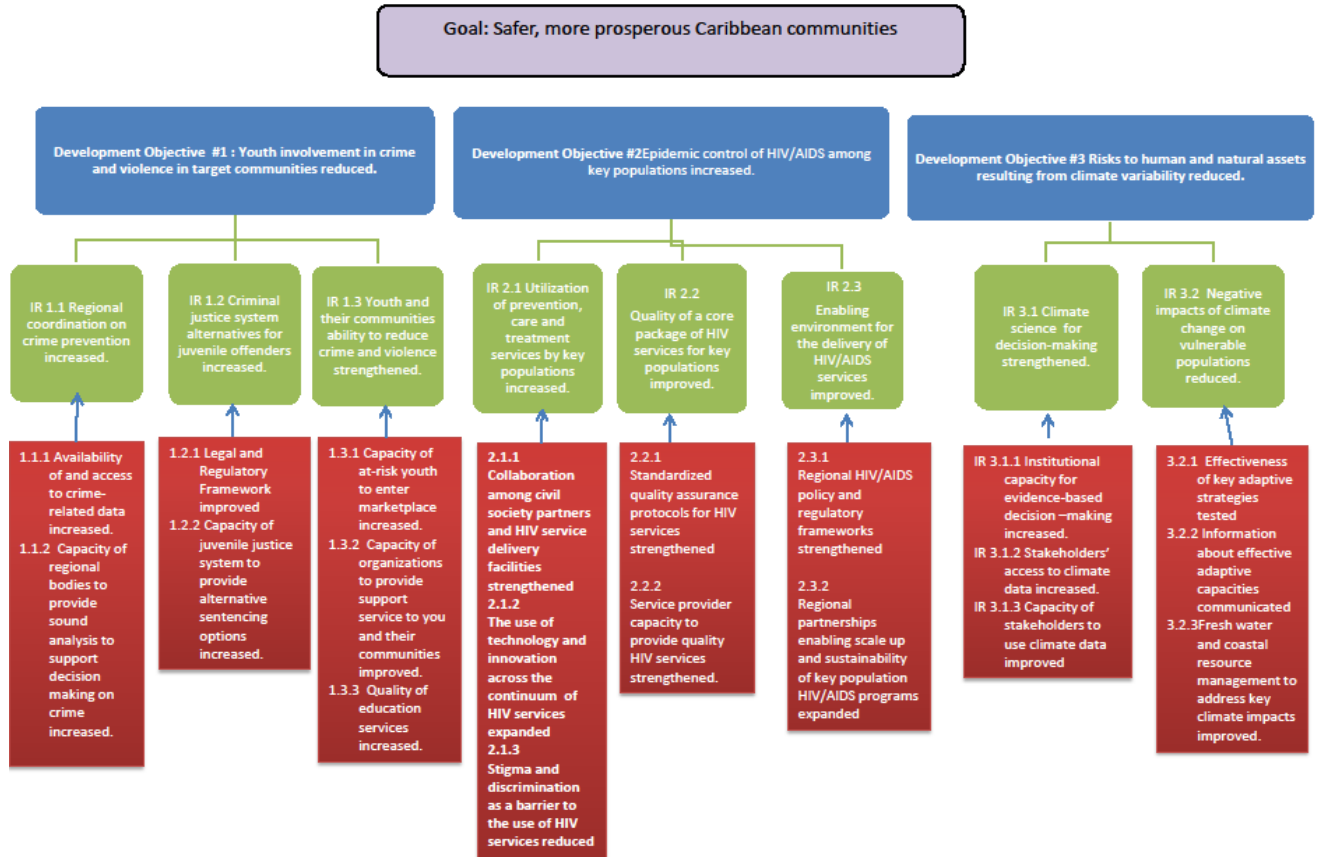 Goal: Safer, more prosperous Caribbean communities
Development Objective #1 : Youth involvement in crime
and violence in target communities reduced.
Development Objective #2Epidemic control of HIV/AIDS among
key populations increased.
Development Objective #3 Risks to human and natural assets
resulting from climate variability reduced.
IR 1.1 Regional
coordination on
crime prevention
increased.
IR 1.2 Criminal
justice system
alternatives for
juvenile offenders
increased.
IR 1.3 Youth and
their communities
ability to reduce
crime and violence
strengthened.
IR 2.1 Utilization
of prevention,
care and
treatment
services by key
populations
increased.
IR 2.2
Quality of a core
package of HIV
services for key
populations
improved.
IR 2.3
Enabling
environment for
the delivery of
HIV/AIDS
services
improved.
IR 3.1 Climate
science for
decision-making
strengthened.
IR 3.2 Negative
impacts of climate
change on
vulnerable
populations
reduced.
1.1.1 Availability
of and access
to crime-
related data
increased.
1.1.2 Capacity of
regional
bodies to
provide
sound
analysis to
support
decision
making on
crime
increased.
1.2.1 Legal and
Regulatory
Framework
improved
1.2.2 Capacity of
juvenile justice
system to
provide
alternative
sentencing
options
increased.
1.3.1 Capacity of
at-risk youth
to enter
marketplace
increased.
1.3.2 Capacity of
organizations
to provide
support
service to you
and their
communities
improved.
1.3.3 Quality of
education
services
increased.
2.1.1
Collaboration
among civil
society partners
and HIV service
delivery
facilities
strengthened
2.1.2
The use of
technology and
innovation
across the
continuum of
HIV services
expanded
2.1.3
Stigma and
discrimination
as a barrier to
the use of HIV
services reduced
2.2.1
Standardized
quality assurance
protocols for HIV
services
strengthened
2.2.2
Service provider
capacity to
provide quality
HIV services
strengthened.
2.3.1
Regional HIV/AIDS
policy and
regulatory
frameworks
strengthened
2.3.2
Regional
partnerships
enabling scale up
and sustainability
of key population
HIV/AIDS programs
expanded
IR 3.1.1 Institutional
capacity for
evidence-based
decision –making
increased.
IR 3.1.2 Stakeholders'
access to climate
data increased.
IR 3.1.3 Capacity of
stakeholders to
use climate data
improved
3.2.1 Effectiveness
of key adaptive
strategies
tested
3.2.2 Information
about effective
adaptive
capacities
communicated
3.2.3Fresh water
and coastal
resource
management to
address key
climate impacts
improved.